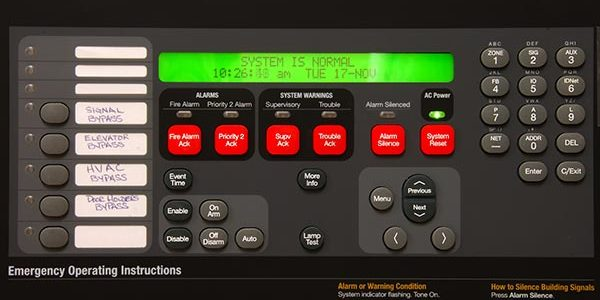 SYSTEM IS NORMAL
10:26:43 am TUE 17-NOV
ALARMS
SYSTEM WARNINGS
Fire Alarm
Priority 2 Alarm
Supervisory
Trouble
Alarm Silenced
AC Power
Fire Alarm Ack
Priority 2 Ack
Supv Ack
Trouble Ack
Alarm Silence
System Reset
SIGNAL
BYPASS
ELEVATOR
BYPASS
HVAC
BYPASS
DOOR HOLDERS
BYPASS
Event Time
More Info
Enable
On Arm
Disable
Off Disarm
Auto
Lamp Test
Menu
Previous
Next
ABC
DEF
GHI
ZONE 1
SIG 2
AUX 3
JKL
MNO
PQR
FB 4
IO 5
IDNet 6
STU
VWX
YZ/
P 7
A 8
L 9
NET
ADDR 0
DEL
Enter
C/Exit
Emergency Operating Instructions
Alarm or Warning Condition
System indicator flashing. Tone On.
How to Silence Building Signals
Press Alarm Silence.